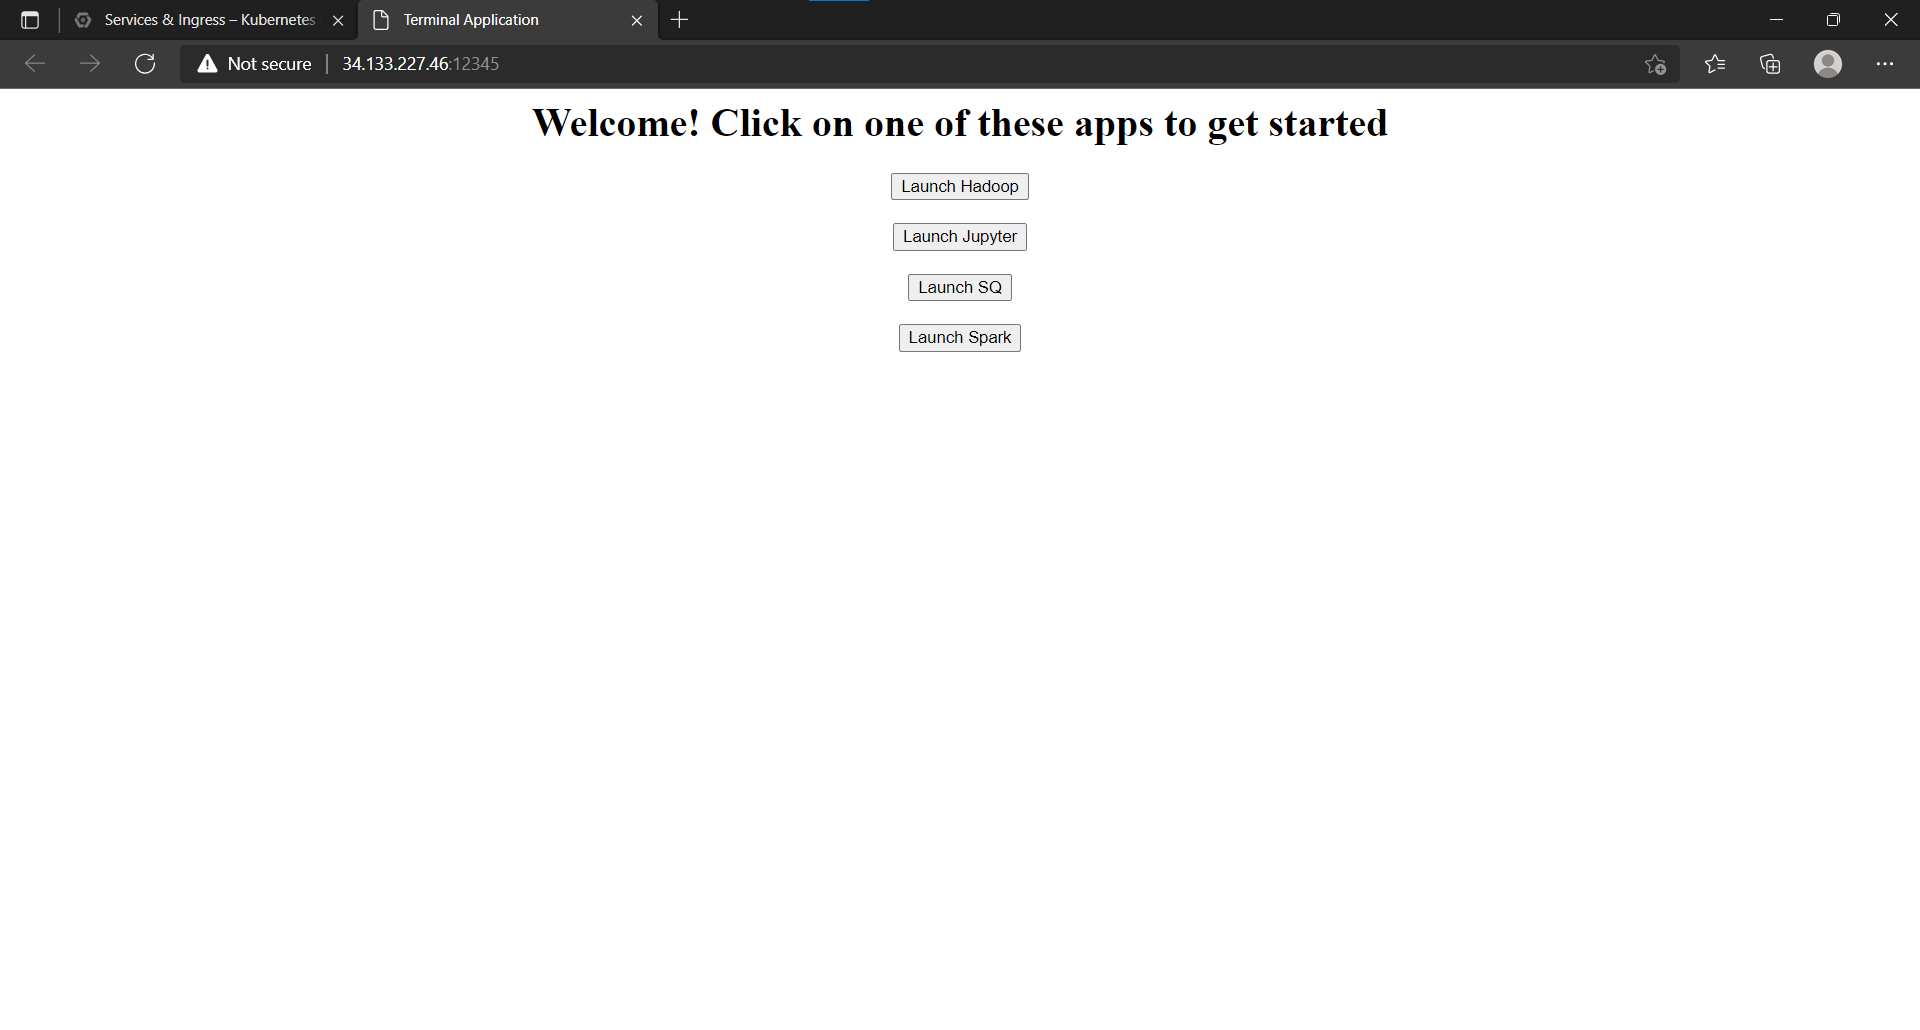 Services & Ingress – Kubernetes
Terminal Application
Not secure
34.133.227.46:12345
Welcome! Click on one of these apps to get started
Launch Hadoop
Launch Jupyter
Launch SQ
Launch Spark